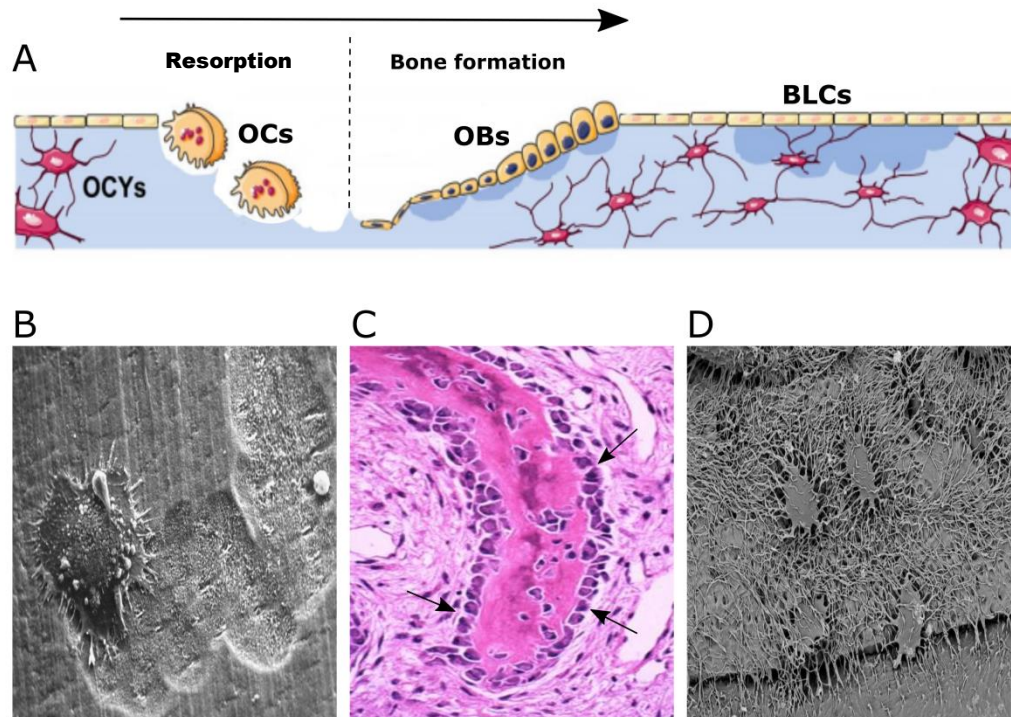 A
Resorption
Bone formation
OCs
OCYs
OBs
BLCs
B
C
D